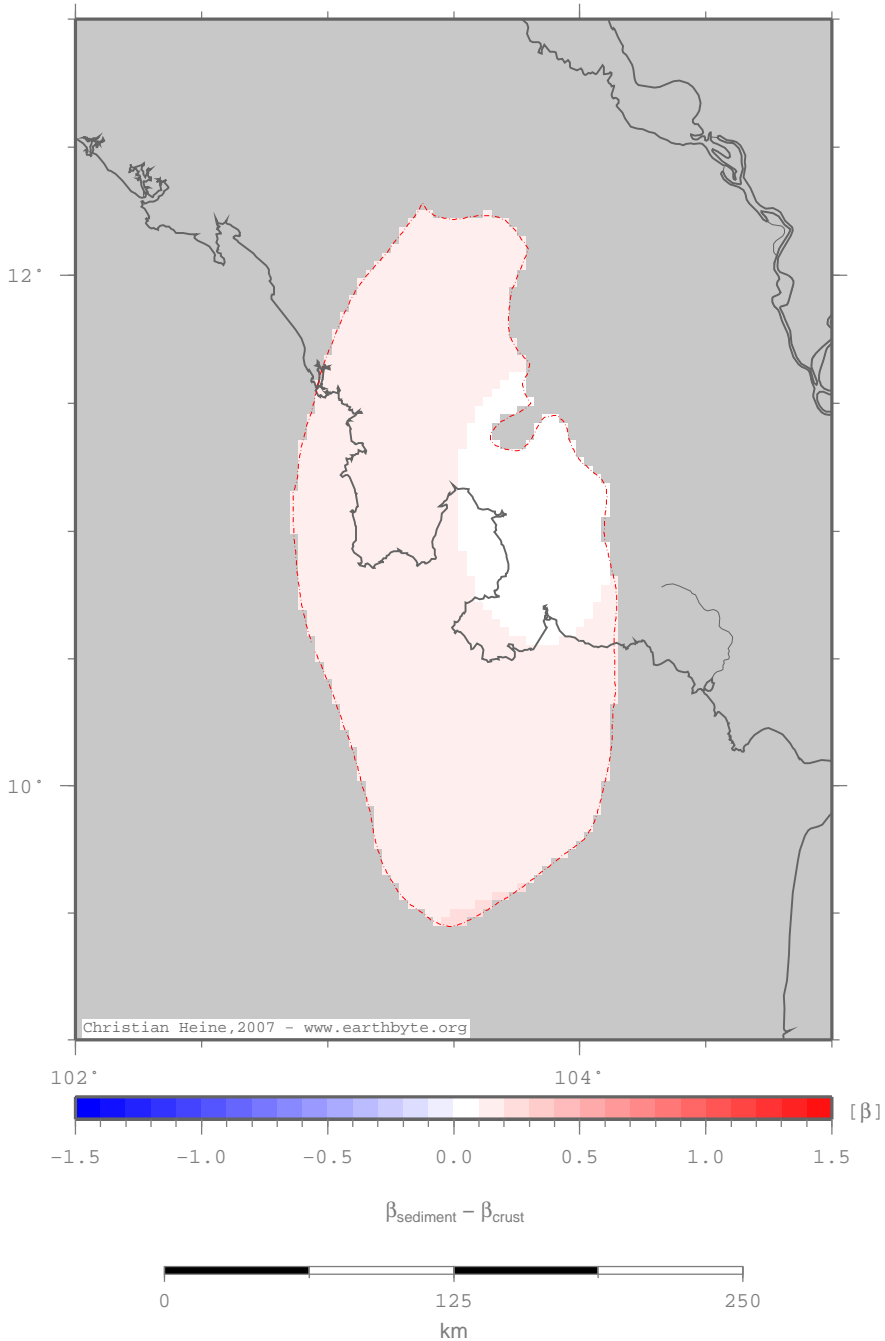 12°
10°
Christian Heine,2007 - www.earthbyte.org
102° 104°
[β]
-1.5 -1.0 -0.5 0.0 0.5 1.0 1.5
βsediment − βcrust
0 125 250
km